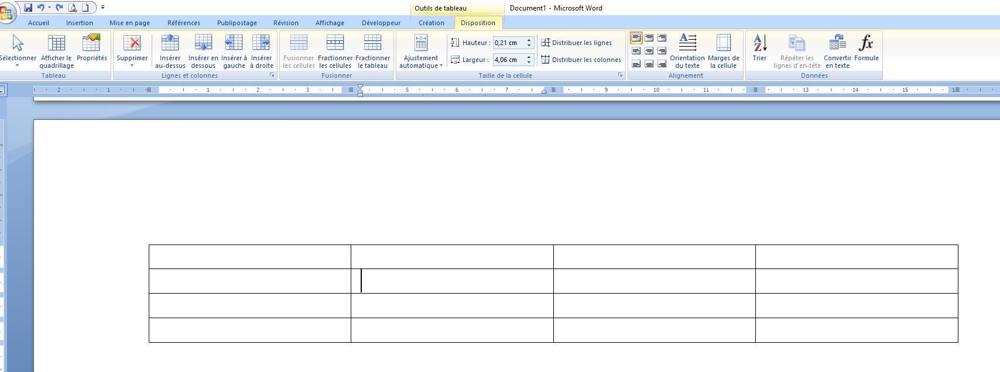 Outils de tableau Document1 - Microsoft Word
Accueil Insertion Mise en page Références Publipostage Révision Affichage Développeur Création Disposition
Sélectionner
Afficher le quadrillage
Propriétés
Tableau
Supprimer
Insérer au-dessus
Insérer en dessous
Insérer à gauche
Insérer à droite
Lignes et colonnes
Fusionner les cellules
Fractionner les cellules
Fractionner le tableau
Fusionner
Ajustement automatique
Hauteur : 0,21 cm
Largeur : 4,06 cm
Distribuer les lignes
Distribuer les colonnes
Taille de la cellule
Orientation du texte
Marges de la cellule
Alignement
Trier
Répéter les lignes d'en-tête
Convertir en texte
Formule
Données
2 1 1 2 3 5 6 7 9 10 11 13 14 15